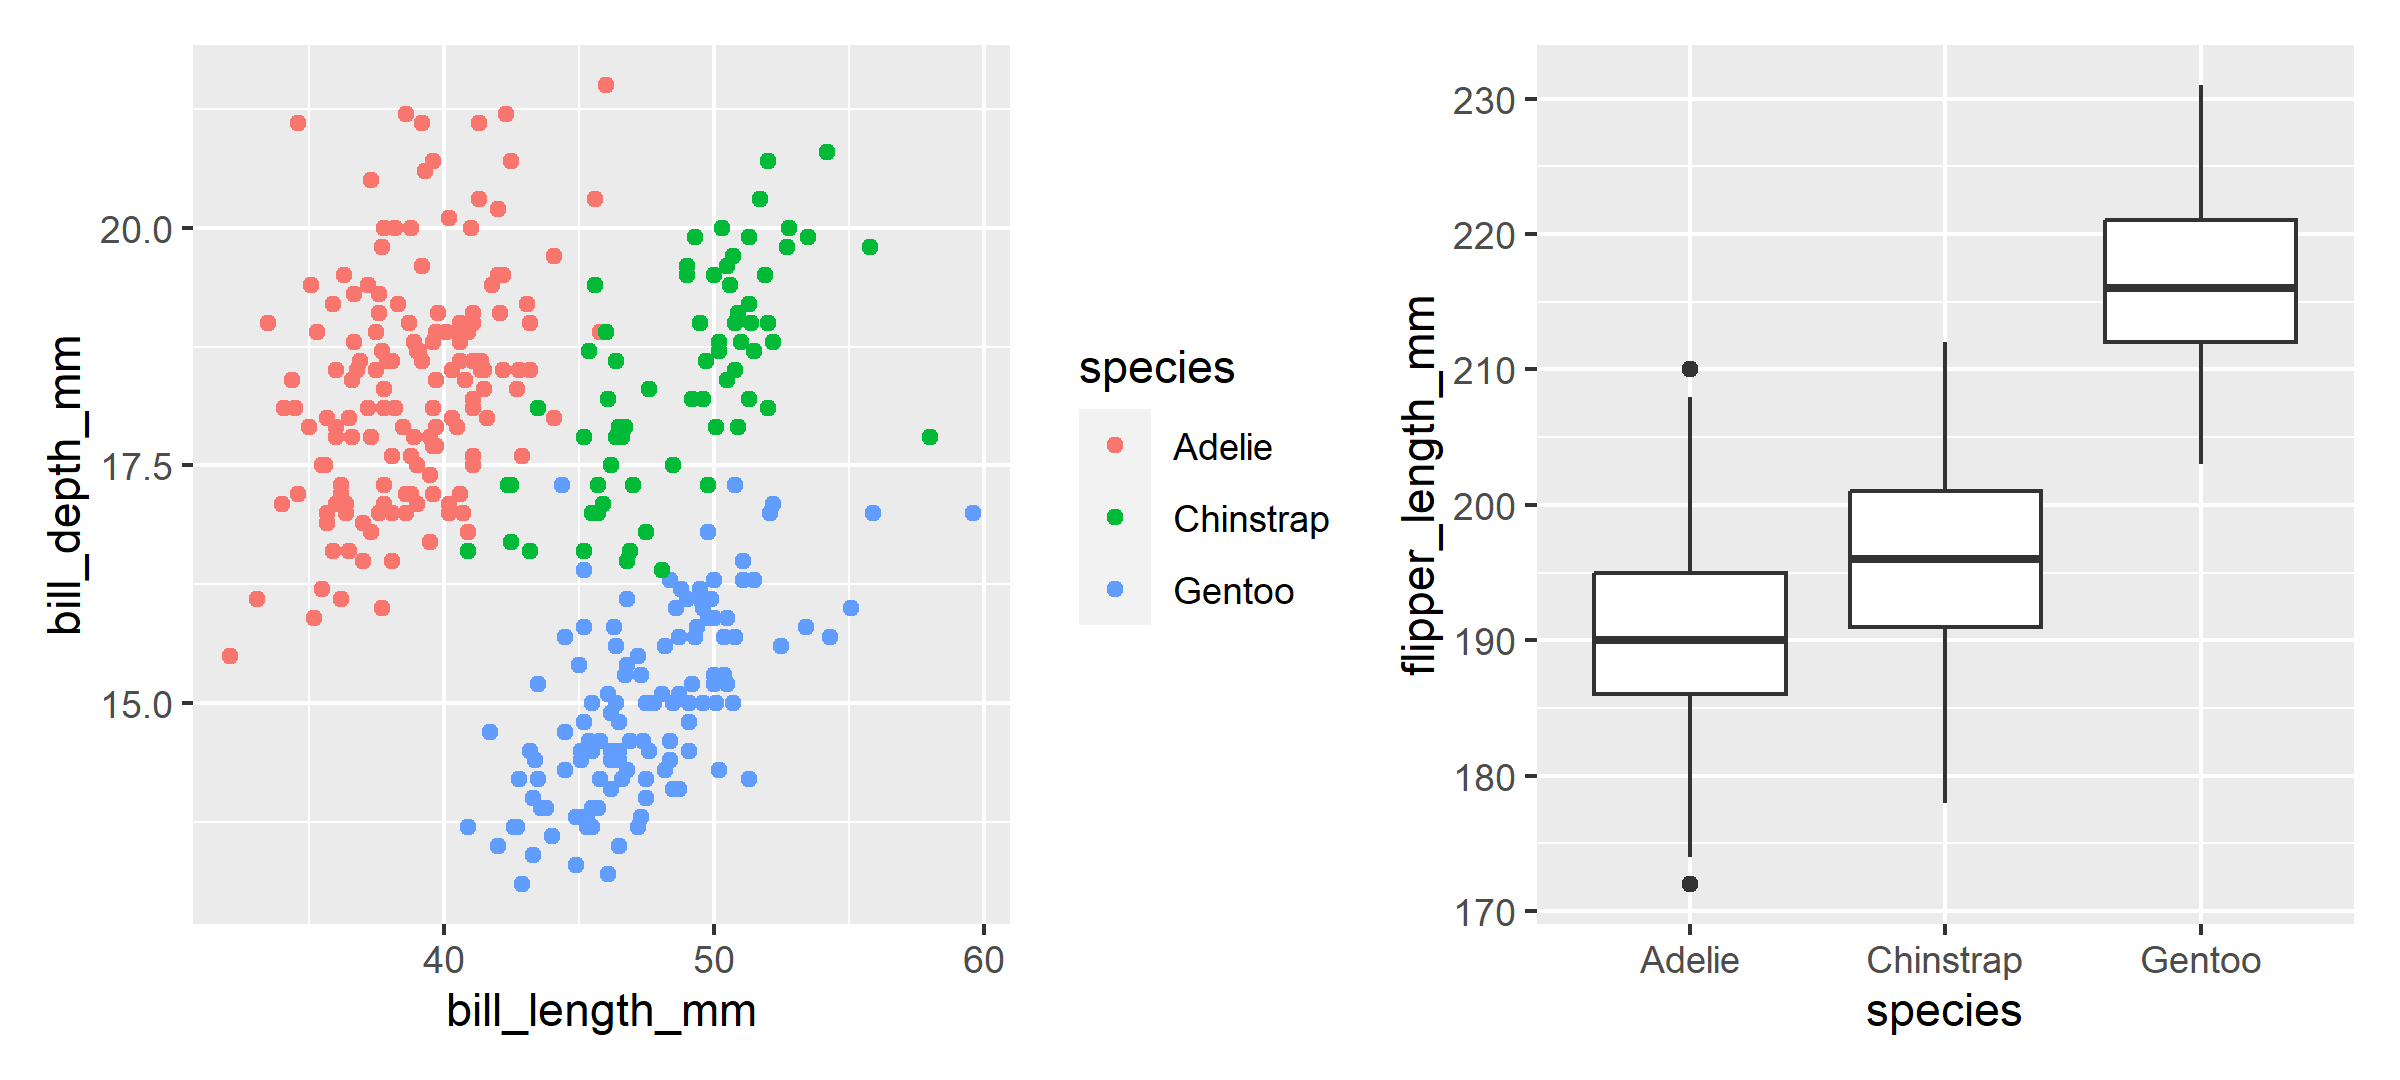 bill_depth_mm
20.0
17.5
15.0
40 50 60
bill_length_mm
species
Adelie
Chinstrap
Gentoo
flipper_length_mm
230
220
210
200
190
180
170
Adelie Chinstrap Gentoo
species